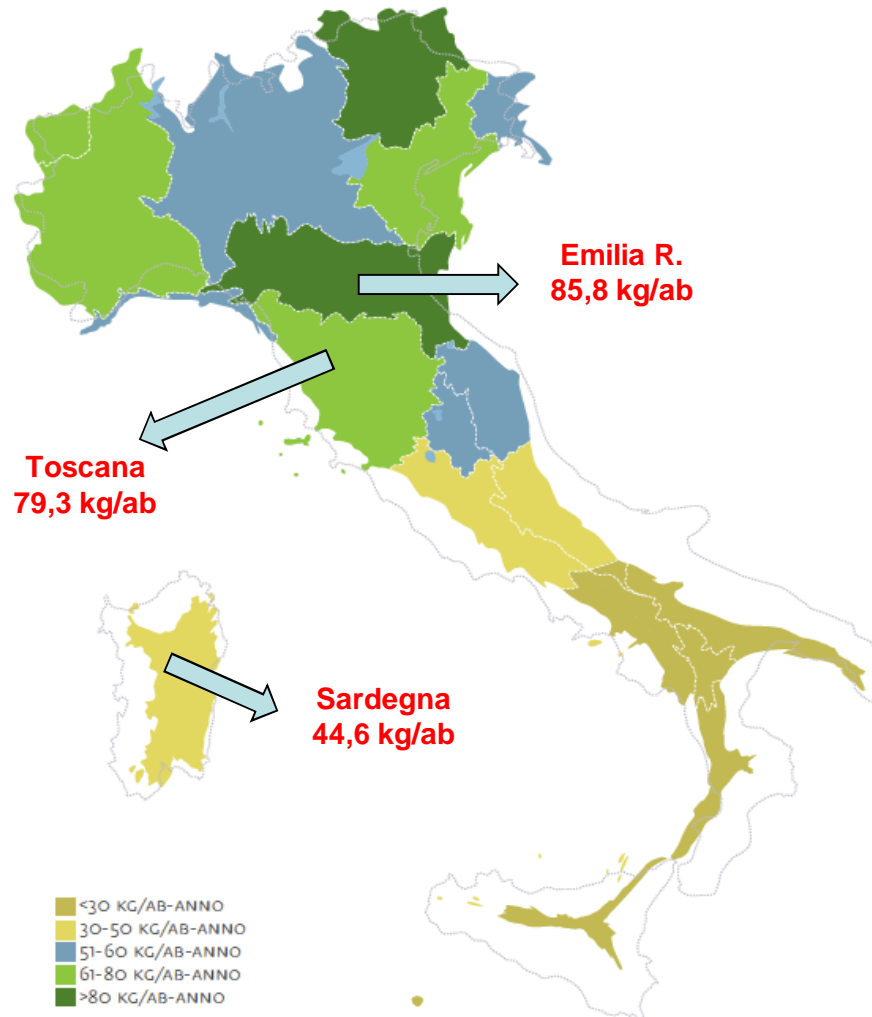 Emilia R.
85,8 kg/ab
Toscana
79,3 kg/ab
Sardegna
44,6 kg/ab
<30 KG/AB-ANNO
30-50 KG/AB-ANNO
51-60 KG/AB-ANNO
61-80 KG/AB-ANNO
>80 KG/AB-ANNO